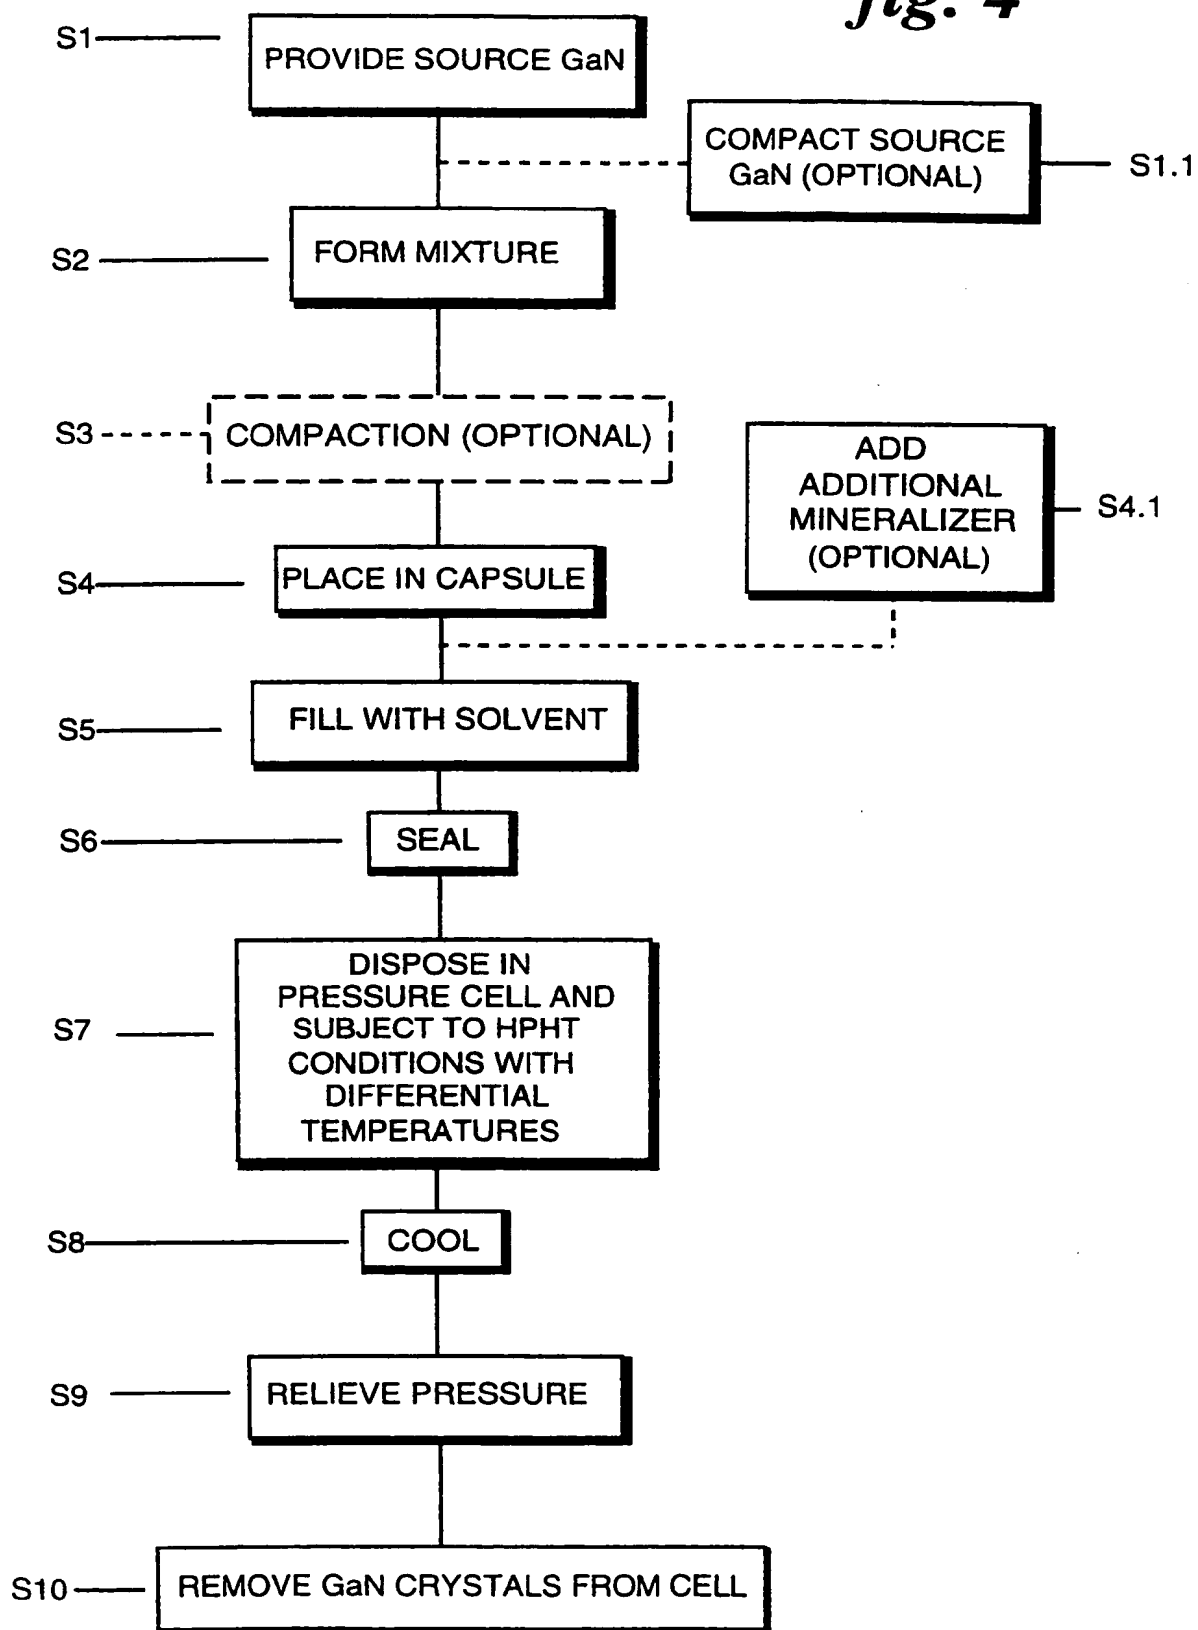 fig. 4
S1
PROVIDE SOURCE GaN
COMPACT SOURCE
GaN (OPTIONAL)
S1.1
S2
FORM MIXTURE
S3
COMPACTION (OPTIONAL)
ADD
ADDITIONAL
MINERALIZER
(OPTIONAL)
S4.1
S4
PLACE IN CAPSULE
S5
FILL WITH SOLVENT
S6
SEAL
S7
DISPOSE IN
PRESSURE CELL AND
SUBJECT TO HPHT
CONDITIONS WITH
DIFFERENTIAL
TEMPERATURES
S8
COOL
S9
RELIEVE PRESSURE
S10
REMOVE GaN CRYSTALS FROM CELL